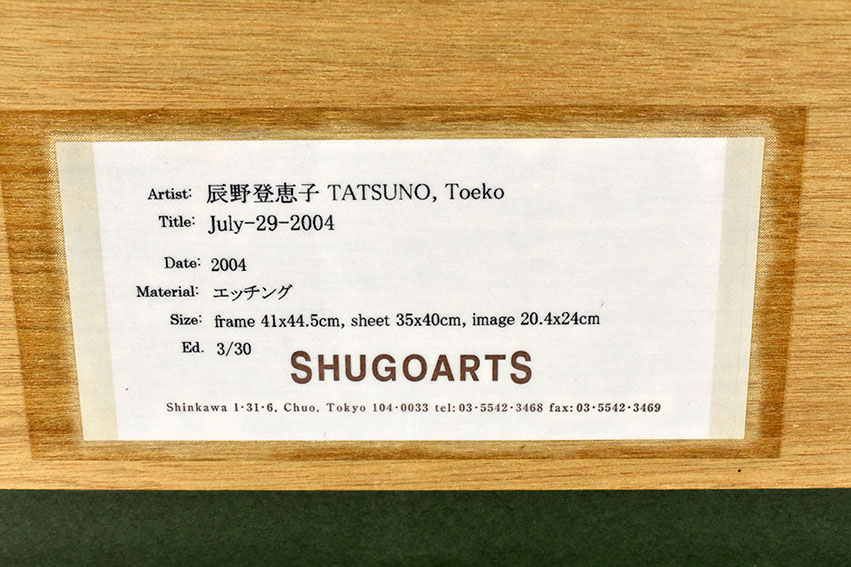 Artist: 辰野登恵子 TATSUNO, Toeko
Title: July-29-2004
Date: 2004
Material: エッチング
Size: frame 41x44.5cm, sheet 35x40cm, image 20.4x24cm
Ed. 3/30
SHUGOARTS
Shinkawa 1·31·6, Chuo, Tokyo 104·0033 tel: 03·5542·3468 fax: 03·5542·3469